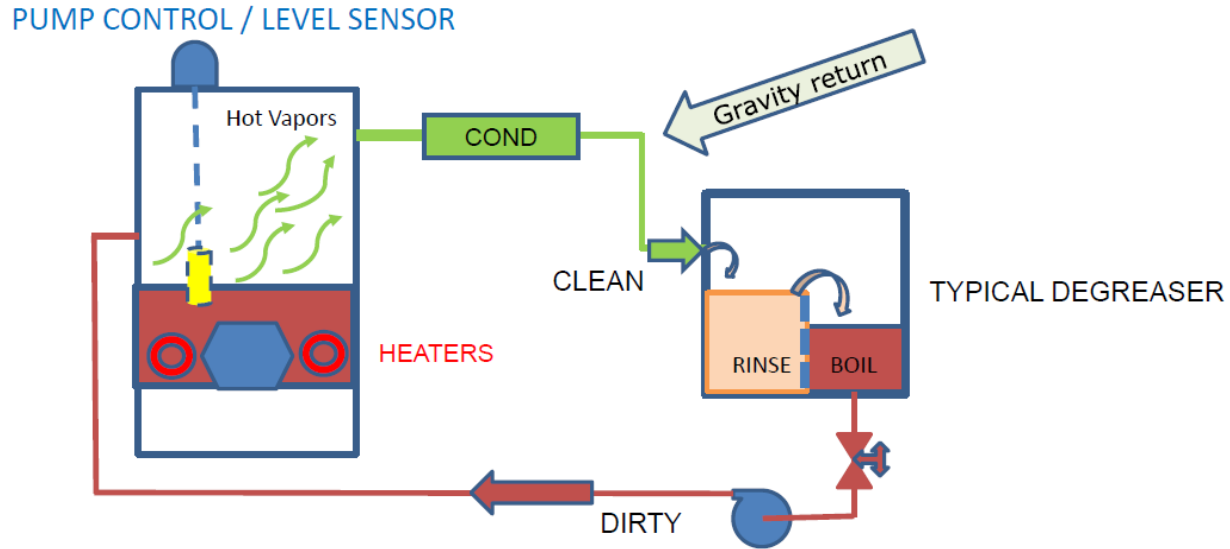 PUMP CONTROL / LEVEL SENSOR
Hot Vapors
COND
Gravity return
CLEAN
TYPICAL DEGREASER
HEATERS
RINSE
BOIL
DIRTY